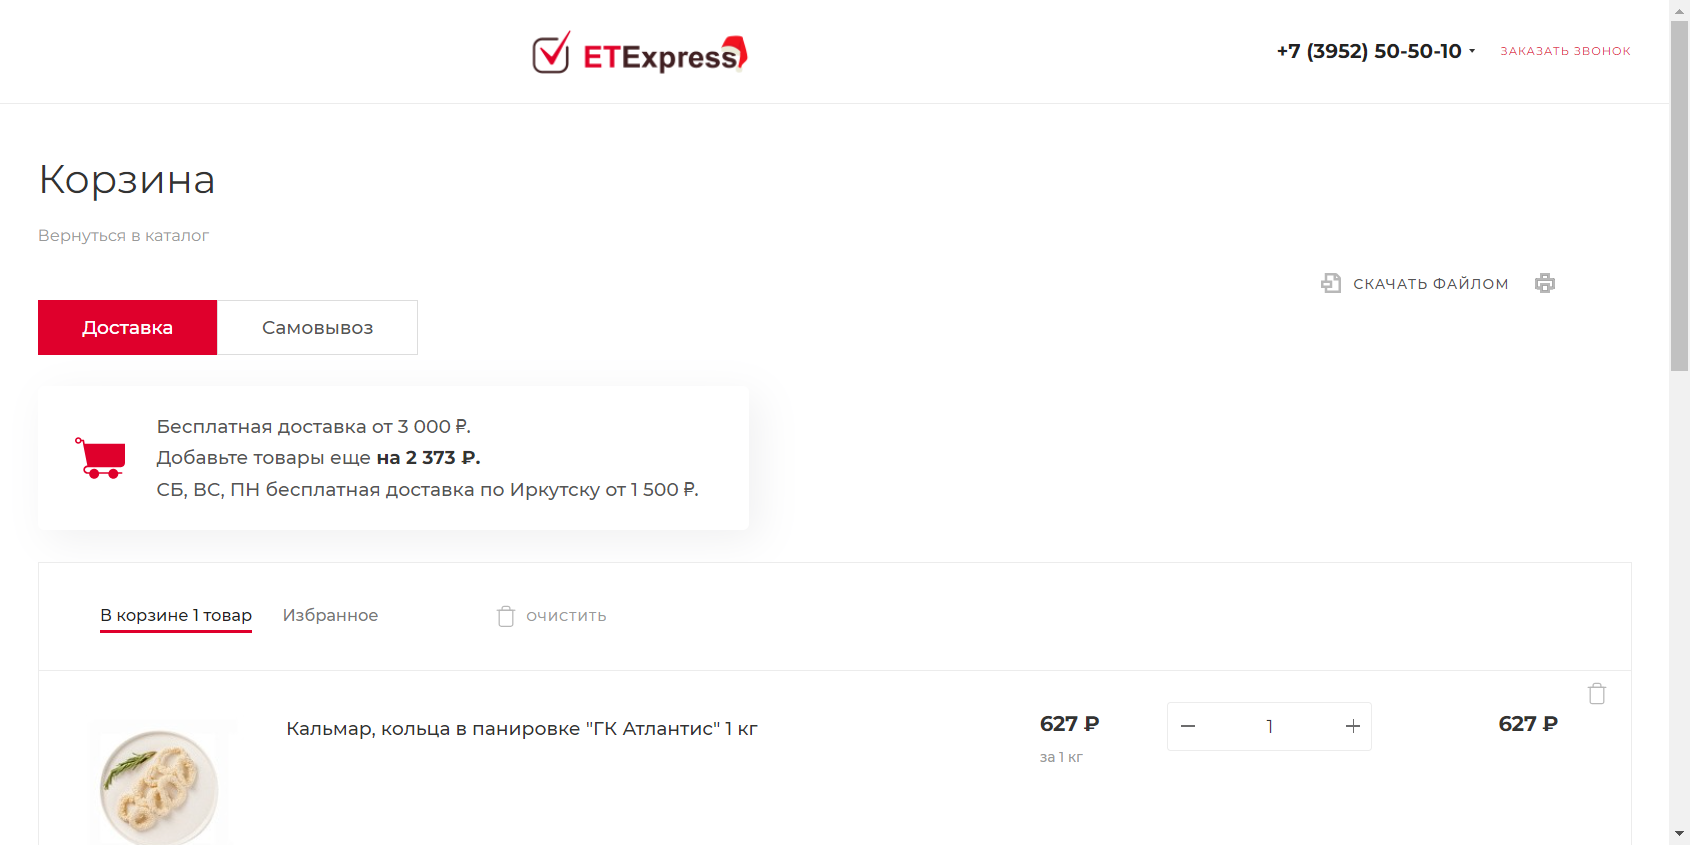 ETExpress
+7 (3952) 50-50-10
ЗАКАЗАТЬ ЗВОНОК
Корзина
Вернуться в каталог
СКАЧАТЬ ФАЙЛОМ
Доставка
Самовывоз
Бесплатная доставка от 3 000 ₽.
Добавьте товары еще на 2 373 ₽.
СБ, ВС, ПН бесплатная доставка по Иркутску от 1 500 ₽.
В корзине 1 товар
Избранное
ОЧИСТИТЬ
Кальмар, кольца в панировке "ГК Атлантис" 1 кг
627 ₽
за 1 кг
1
627 ₽